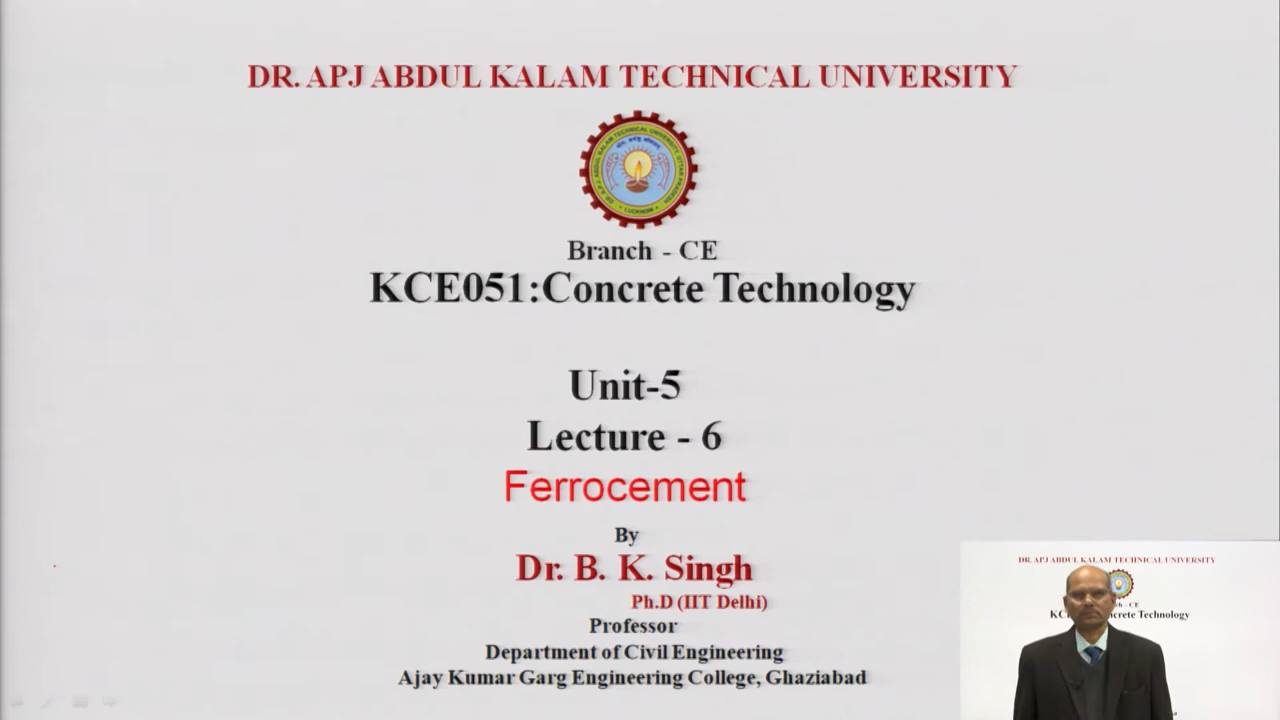 DR. APJ ABDUL KALAM TECHNICAL UNIVERSITY
Branch - CE
KCE051:Concrete Technology
Unit-5
Lecture - 6
Ferrocement
By
Dr. B. K. Singh
Ph.D (IIT Delhi)
Professor
Department of Civil Engineering
Ajay Kumar Garg Engineering College, Ghaziabad
DR. APJ ABDUL KALAM TECHNICAL UNIVERSITY
CE
Technology